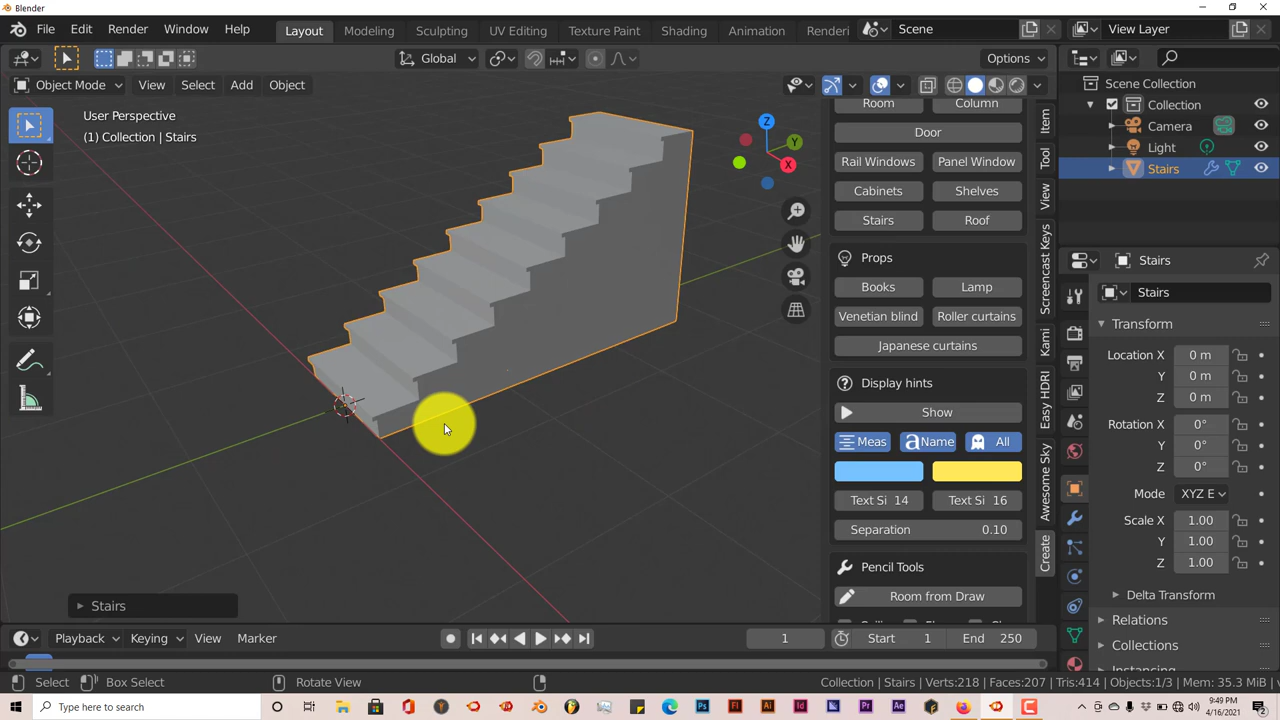 Blender
File Edit Render Window Help Layout Modeling Sculpting UV Editing Texture Paint Shading Animation Renderi Scene View Layer
Global Options
Object Mode View Select Add Object
User Perspective
(1) Collection | Stairs
Z
Y
X
Room Column
Door
Rail Windows Panel Window
Cabinets Shelves
Stairs Roof
Props
Books Lamp
Venetian blind Roller curtains
Japanese curtains
Display hints
Show
Meas Name All
Text Si 14 Text Si 16
Separation 0.10
Pencil Tools
Room from Draw
Item
Tool
View
Screencast Keys
Kami
Easy HDRI
Awesome Sky
Create
Scene Collection
Collection
Camera
Light
Stairs
Stairs
Stairs
Transform
Location X 0 m
Y 0 m
Z 0 m
Rotation X 0°
Y 0°
Z 0°
Mode XYZ E
Scale X 1.00
Y 1.00
Z 1.00
Delta Transform
Relations
Collections
Stairs
Playback Keying View Marker 1 Start 1 End 250
Select Box Select Rotate View Collection | Stairs | Verts:218 | Faces:207 | Tris:414 | Objects:1/3 | Mem: 35.3 MiB
Type here to search
9:49 PM
4/16/2021